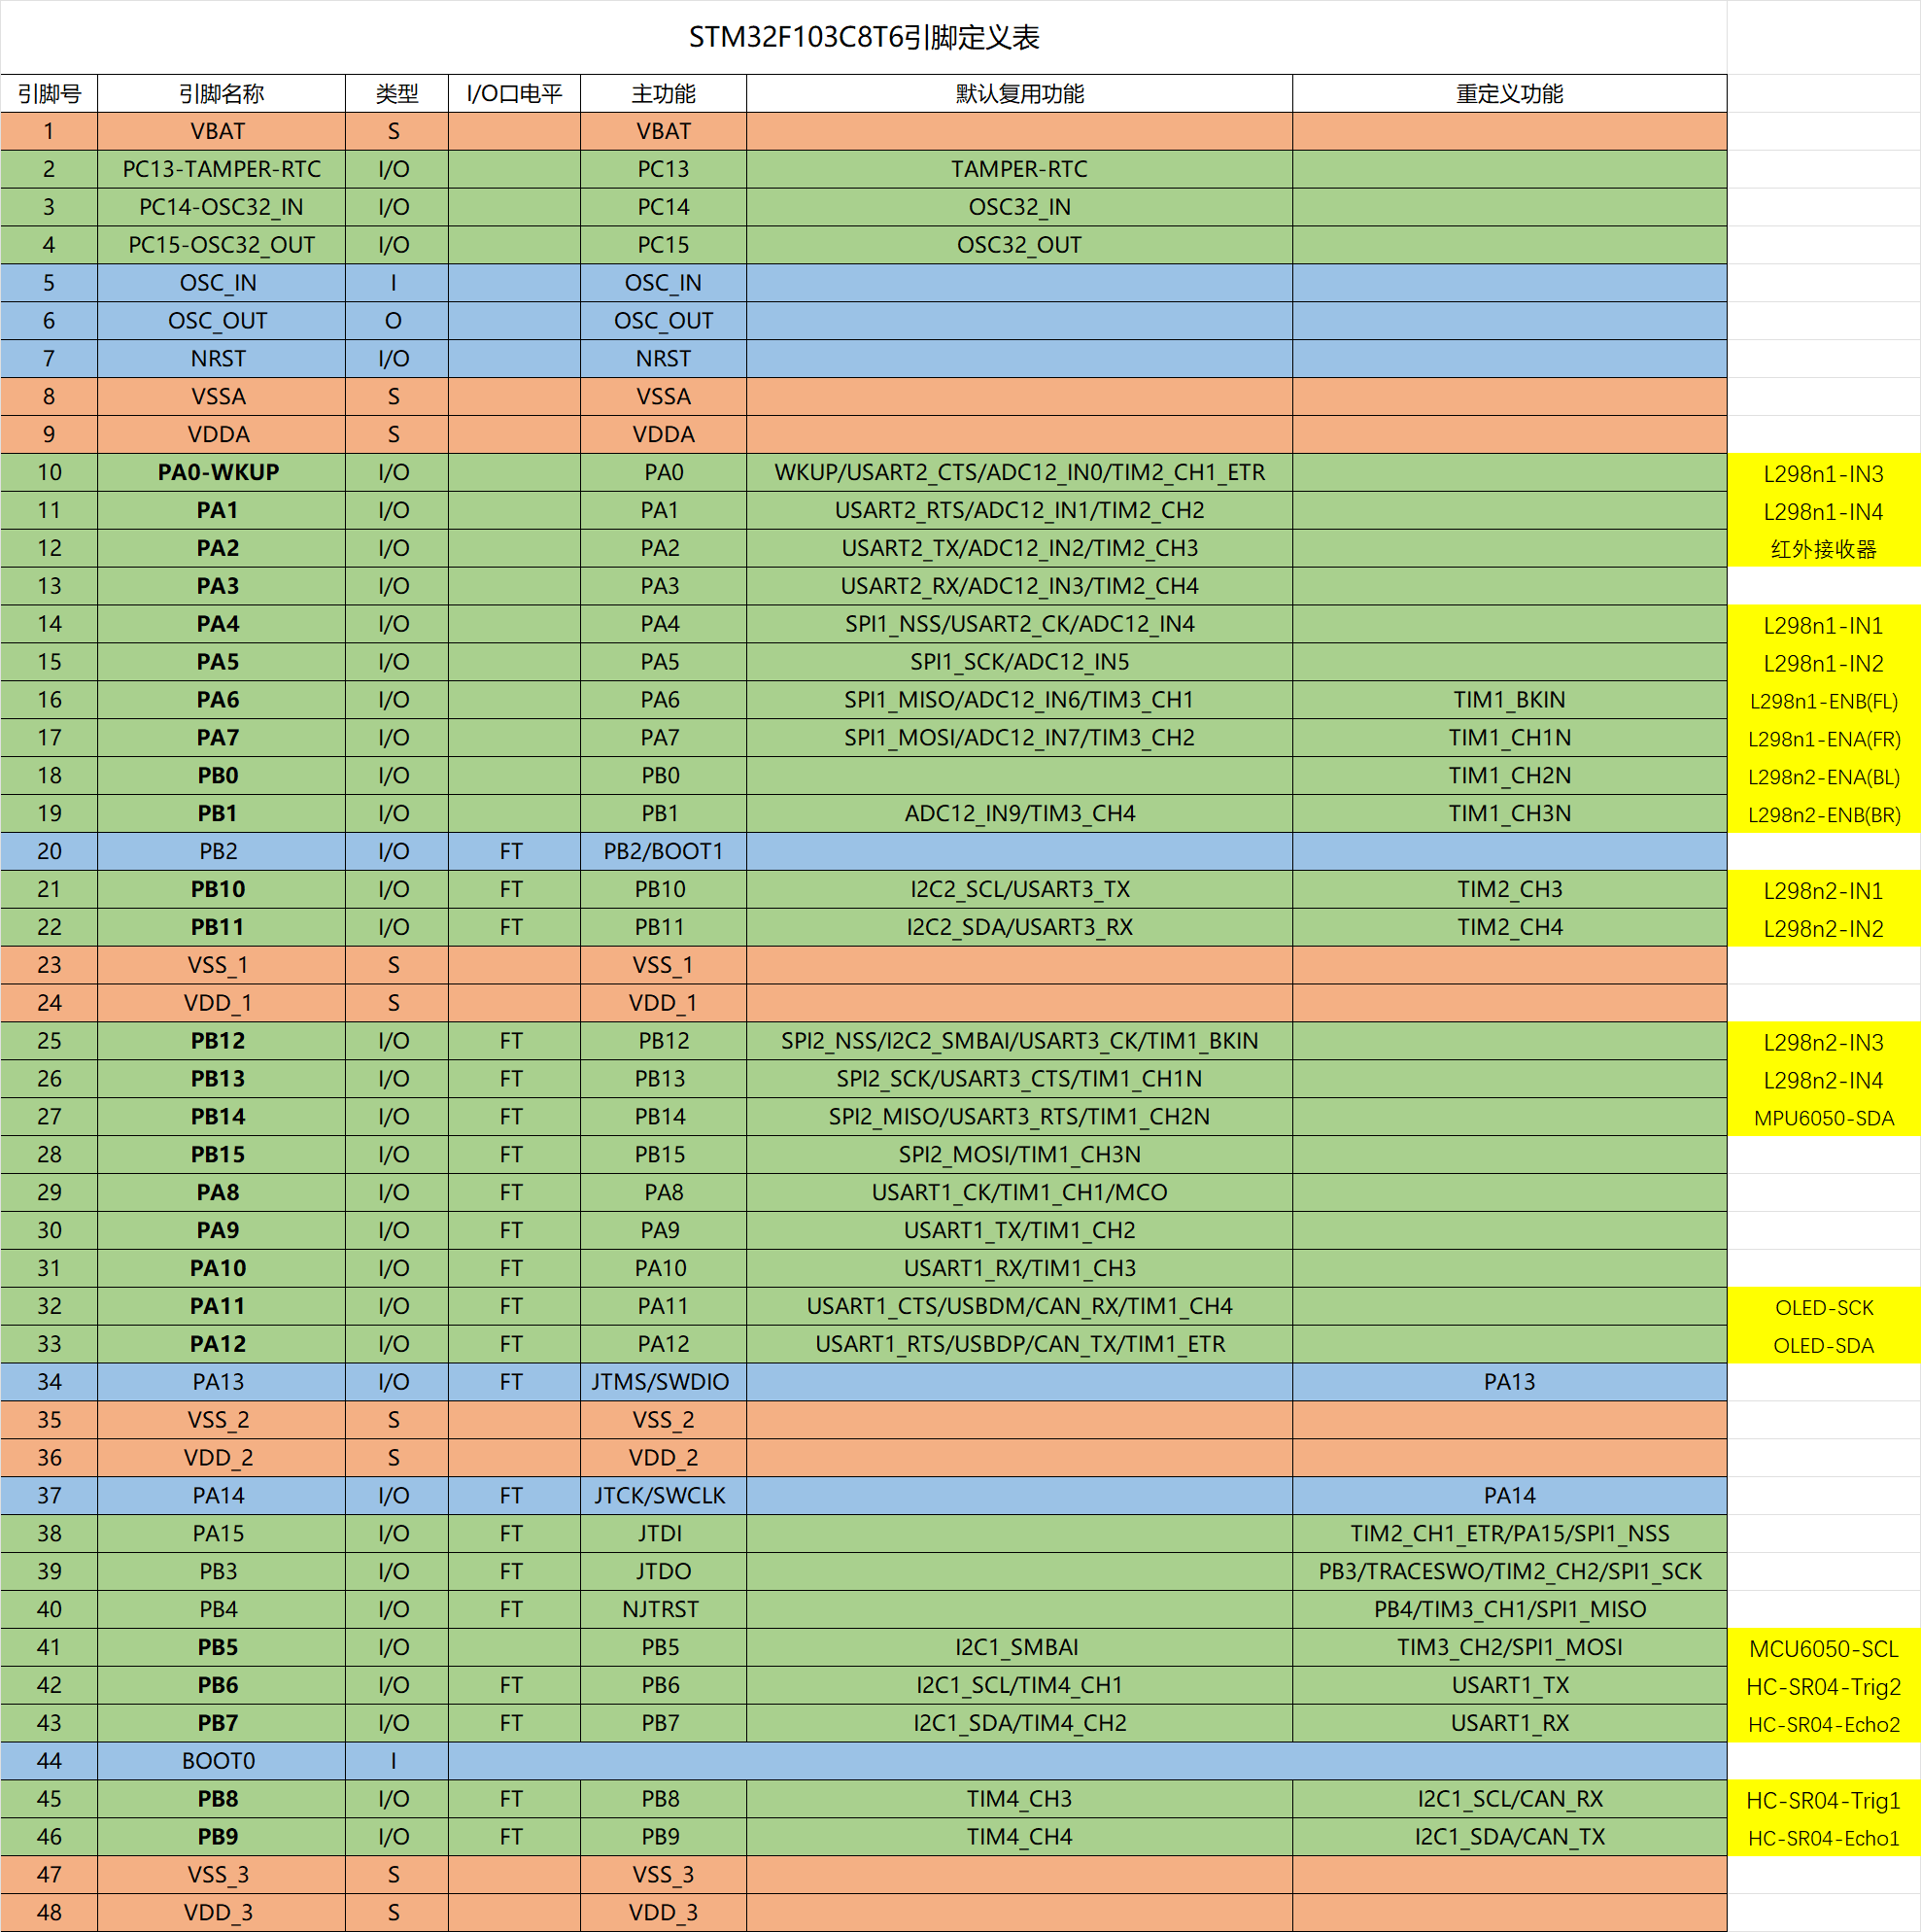 STM32F103C8T6引脚定义表
引脚号 引脚名称 类型 I/O口电平 主功能 默认复用功能 重定义功能
1 VBAT S VBAT
2 PC13-TAMPER-RTC I/O PC13 TAMPER-RTC
3 PC14-OSC32_IN I/O PC14 OSC32_IN
4 PC15-OSC32_OUT I/O PC15 OSC32_OUT
5 OSC_IN I OSC_IN
6 OSC_OUT O OSC_OUT
7 NRST I/O NRST
8 VSSA S VSSA
9 VDDA S VDDA
10 PA0-WKUP I/O PA0 WKUP/USART2_CTS/ADC12_IN0/TIM2_CH1_ETR L298n1-IN3
11 PA1 I/O PA1 USART2_RTS/ADC12_IN1/TIM2_CH2 L298n1-IN4
12 PA2 I/O PA2 USART2_TX/ADC12_IN2/TIM2_CH3 红外接收器
13 PA3 I/O PA3 USART2_RX/ADC12_IN3/TIM2_CH4
14 PA4 I/O PA4 SPI1_NSS/USART2_CK/ADC12_IN4 L298n1-IN1
15 PA5 I/O PA5 SPI1_SCK/ADC12_IN5 L298n1-IN2
16 PA6 I/O PA6 SPI1_MISO/ADC12_IN6/TIM3_CH1 TIM1_BKIN L298n1-ENB(FL)
17 PA7 I/O PA7 SPI1_MOSI/ADC12_IN7/TIM3_CH2 TIM1_CH1N L298n1-ENA(FR)
18 PB0 I/O PB0 TIM1_CH2N L298n2-ENA(BL)
19 PB1 I/O PB1 ADC12_IN9/TIM3_CH4 TIM1_CH3N L298n2-ENB(BR)
20 PB2 I/O FT PB2/BOOT1
21 PB10 I/O FT PB10 I2C2_SCL/USART3_TX TIM2_CH3 L298n2-IN1
22 PB11 I/O FT PB11 I2C2_SDA/USART3_RX TIM2_CH4 L298n2-IN2
23 VSS_1 S VSS_1
24 VDD_1 S VDD_1
25 PB12 I/O FT PB12 SPI2_NSS/I2C2_SMBAI/USART3_CK/TIM1_BKIN L298n2-IN3
26 PB13 I/O FT PB13 SPI2_SCK/USART3_CTS/TIM1_CH1N L298n2-IN4
27 PB14 I/O FT PB14 SPI2_MISO/USART3_RTS/TIM1_CH2N MPU6050-SDA
28 PB15 I/O FT PB15 SPI2_MOSI/TIM1_CH3N
29 PA8 I/O FT PA8 USART1_CK/TIM1_CH1/MCO
30 PA9 I/O FT PA9 USART1_TX/TIM1_CH2
31 PA10 I/O FT PA10 USART1_RX/TIM1_CH3
32 PA11 I/O FT PA11 USART1_CTS/USBDM/CAN_RX/TIM1_CH4 OLED-SCK
33 PA12 I/O FT PA12 USART1_RTS/USBDP/CAN_TX/TIM1_ETR OLED-SDA
34 PA13 I/O FT JTMS/SWDIO PA13
35 VSS_2 S VSS_2
36 VDD_2 S VDD_2
37 PA14 I/O FT JTCK/SWCLK PA14
38 PA15 I/O FT JTDI TIM2_CH1_ETR/PA15/SPI1_NSS
39 PB3 I/O FT JTDO PB3/TRACESWO/TIM2_CH2/SPI1_SCK
40 PB4 I/O FT NJTRST PB4/TIM3_CH1/SPI1_MISO
41 PB5 I/O PB5 I2C1_SMBAI TIM3_CH2/SPI1_MOSI MCU6050-SCL
42 PB6 I/O FT PB6 I2C1_SCL/TIM4_CH1 USART1_TX HC-SR04-Trig2
43 PB7 I/O FT PB7 I2C1_SDA/TIM4_CH2 USART1_RX HC-SR04-Echo2
44 BOOT0 I
45 PB8 I/O FT PB8 TIM4_CH3 I2C1_SCL/CAN_RX HC-SR04-Trig1
46 PB9 I/O FT PB9 TIM4_CH4 I2C1_SDA/CAN_TX HC-SR04-Echo1
47 VSS_3 S VSS_3
48 VDD_3 S VDD_3